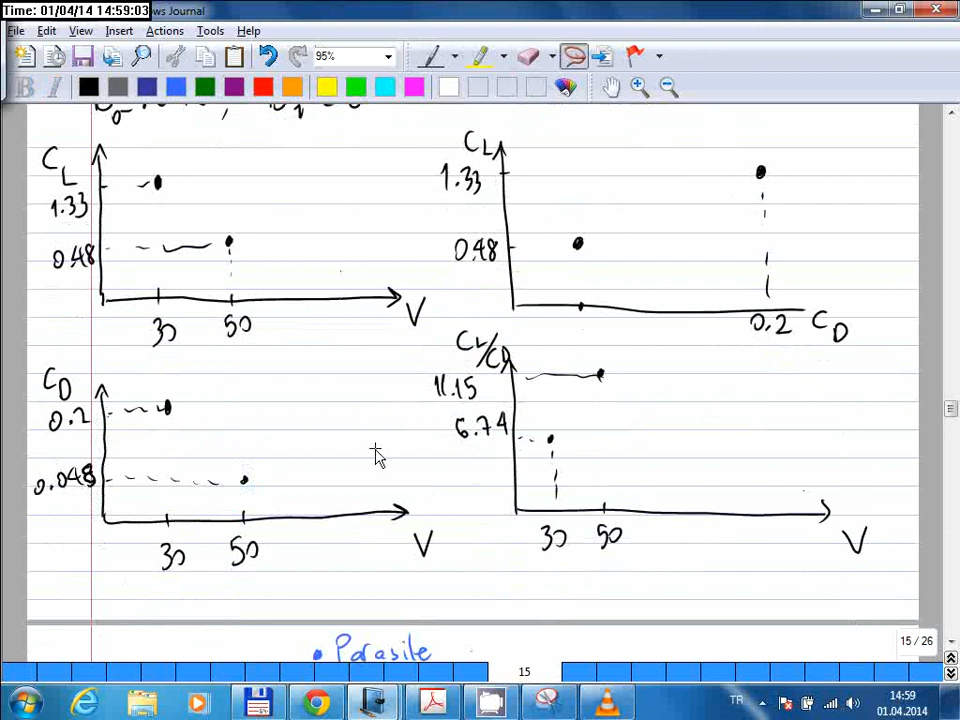 Time: 01/04/14 14:59:03
ows Journal
File Edit View Insert Actions Tools Help
95%
B I
CL
1.33
0.48
30 50 V
CL
1.33
0.48
0.2 CD
CD
0.2
0.048
30 50 V
CL/CD
11.15
6.74
30 50 V
• Parasite
15 / 26
15
TR
14:59
01.04.2014